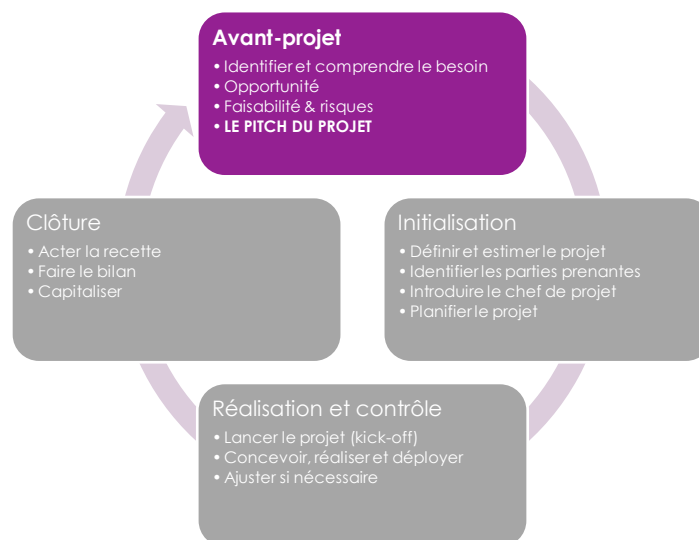 Avant-projet
• Identifier et comprendre le besoin
• Opportunité
• Faisabilité & risques
• LE PITCH DU PROJET
Initialisation
• Définir et estimer le projet
• Identifier les parties prenantes
• Introduire le chef de projet
• Planifier le projet
Réalisation et contrôle
• Lancer le projet (kick-off)
• Concevoir, réaliser et déployer
• Ajuster si nécessaire
Clôture
• Acter la recette
• Faire le bilan
• Capitaliser